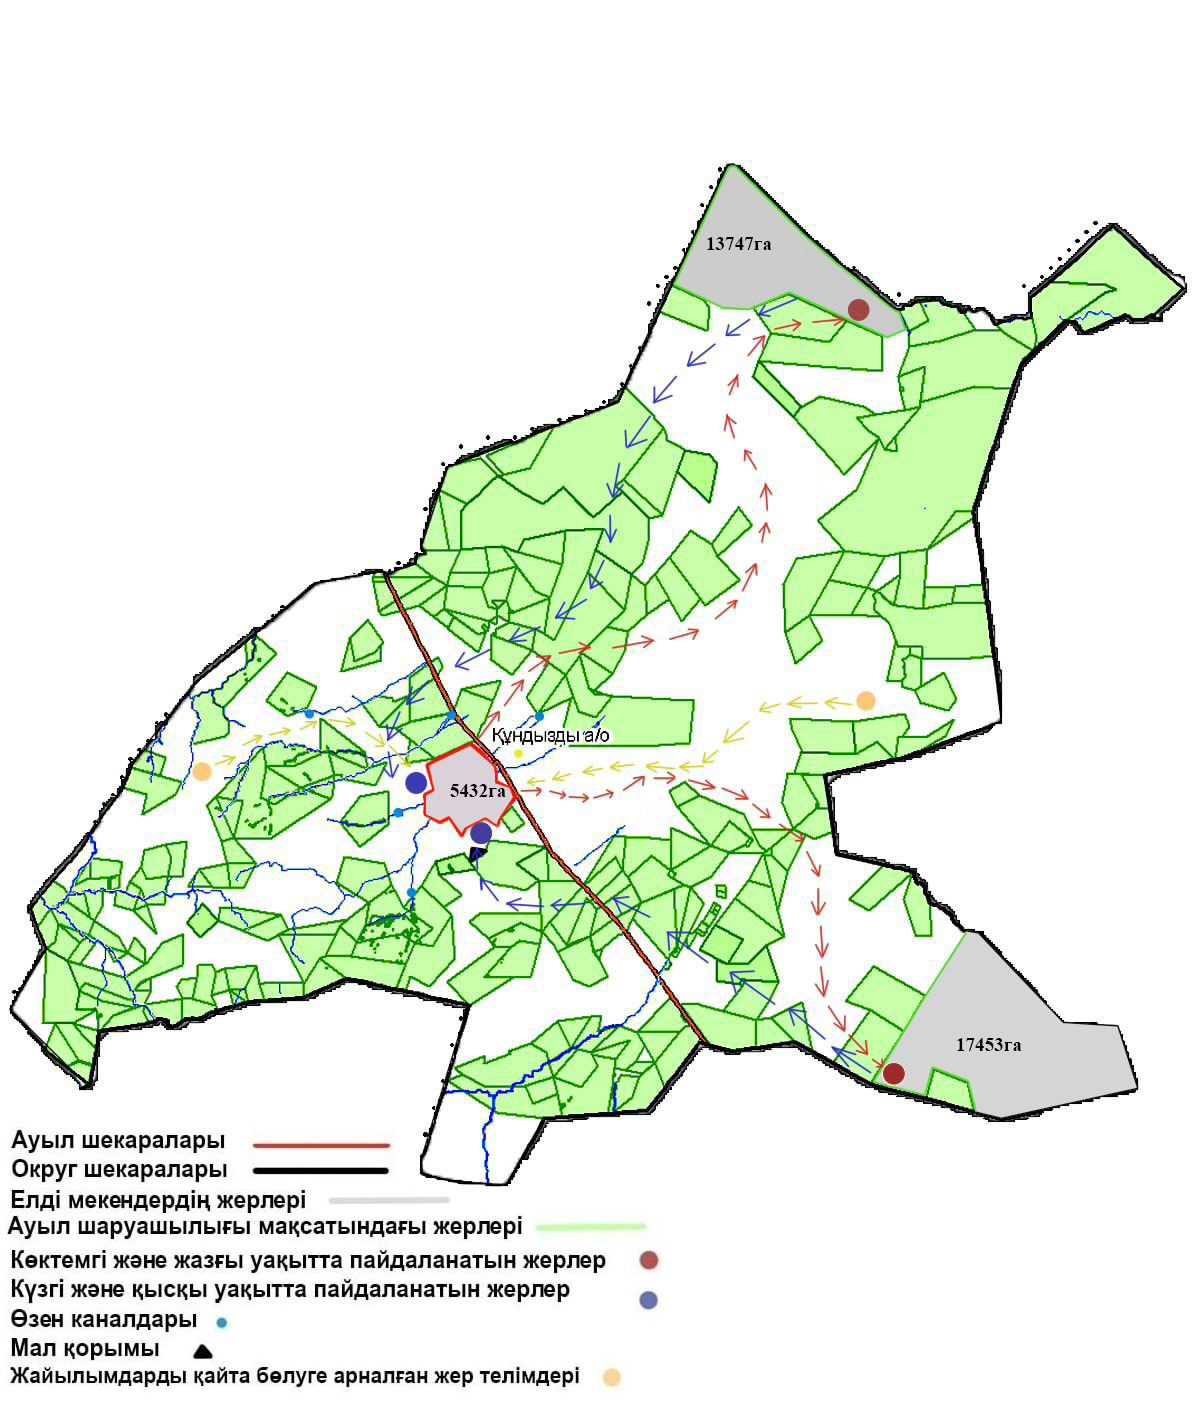 13747га
Құндызды а/о
5432га
17453га
Ауыл шекаралары
Округ шекаралары
Елді мекендердің жерлері
Ауыл шаруашылығы мақсатындағы жерлері
Көктемгі және жазғы уақытта пайдаланатын жерлер
Күзгі және қысқы уақытта пайдаланатын жерлер
Өзен каналдары
Мал қорымы
Жайылымдарды қайта бөлуге арналған жер телімдері